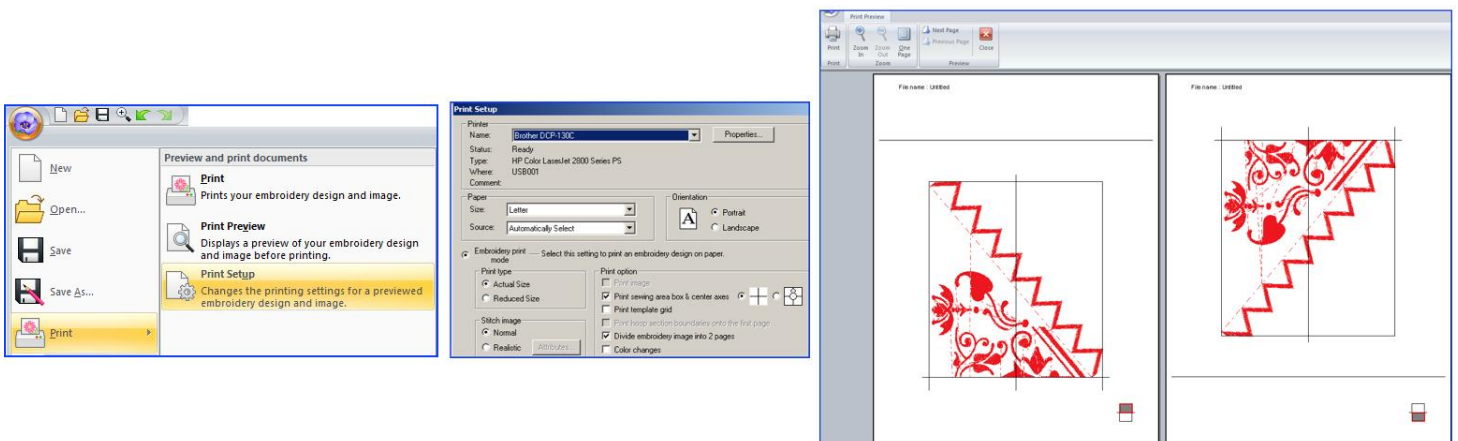 New
Open...
Save
Save As...
Print
Preview and print documents
Print
Prints your embroidery design and image.
Print Preview
Displays a preview of your embroidery design
and image before printing.
Print Setup
Changes the printing settings for a previewed
embroidery design and image.
Print Setup
Printer
Name: Brother DCP-130C Properties...
Status: Ready
Type: HP Color LaserJet 2800 Series PS
Where: USB001
Comment:
Paper
Size: Letter
Source: Automatically Select
Orientation
A
Portrait
Landscape
Embroidery print
mode
Select this setting to print an embroidery design on paper.
Print type
Actual Size
Reduced Size
Stitch image
Normal
Realistic Attributes...
Print option
Print image
Print sewing area box & center axes
Print template grid
Print hoop section boundaries onto the first page
Divide embroidery image into 2 pages
Color changes
Print Preview
Print
Zoom
In
Zoom
Out
One
Page
Next Page
Previous Page
Close
Print
Zoom
Preview
File name : Untitled
File name : Untitled